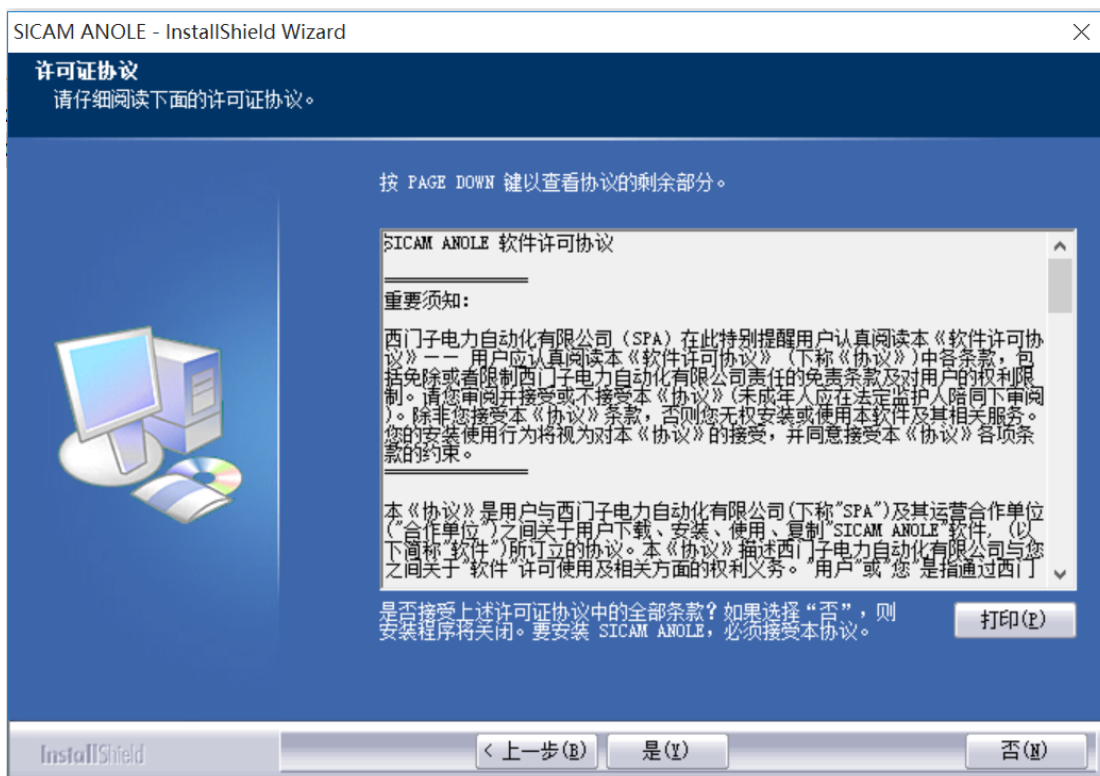 SICAM ANOLE - InstallShield Wizard
许可证协议
请仔细阅读下面的许可证协议。
按 PAGE DOWN 键以查看协议的剩余部分。
SICAM ANOLE 软件许可协议
================
重要须知:
西门子电力自动化有限公司 (SPA) 在此特别提醒用户认真阅读本《软件许可协
议》—— 用户应认真阅读本《软件许可协议》 (下称《协议》)中各条款, 包
括免除或者限制西门子电力自动化有限公司责任的免责条款及对用户的权利限
制。请您审阅并接受或不接受本《协议》(未成年人应在法定监护人陪同下审阅
)。除非您接受本《协议》条款, 否则您无权安装或使用本软件及其相关服务。
您的安装使用行为将视为对本《协议》的接受, 并同意接受本《协议》各项条
款的约束。
================
本《协议》是用户与西门子电力自动化有限公司(下称"SPA")及其运营合作单位
("合作单位")之间关于用户下载、安装、使用、复制"SICAM ANOLE"软件, (以
下简称"软件")所订立的协议。本《协议》描述西门子电力自动化有限公司与您
之间关于"软件"许可使用及相关方面的权利义务。"用户"或"您"是指通过西门
是否接受上述许可证协议中的全部条款? 如果选择“否”, 则
安装程序将关闭。要安装 SICAM ANOLE, 必须接受本协议。
打印(P)
InstallShield
< 上一步(B)
是(Y)
否(N)